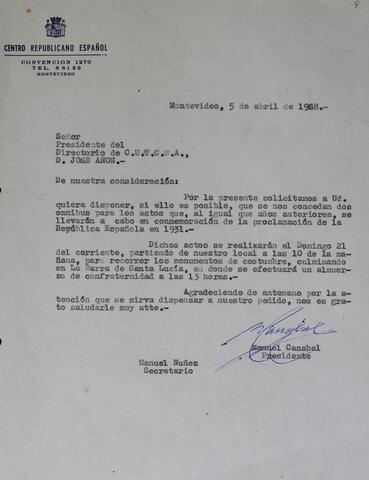 CENTRO REPUBLICANO ESPAÑOL
CONVENCION 1270
TEL. 88150
MONTEVIDEO
Montevideo, 5 de abril de 1968.-
Señor
Presidente del
Directorio de C.U.T.C.S.A.,
D. JOSE AÑON.-
De nuestra consideración:
Por la presente solicitamos a Ud.
quiera disponer, si ello es posible, que se nos concedan dos
omnibus para los actos que, al igual que años anteriores, se
llevarán a cabo en conmemoración de la proclamación de la
República Española en 1931.-
Dichos actos se realizarán el Domingo 21
del corriente, partiendo de nuestro local a las 10 de la ma-
ñana, para recorrer los monumentos de costumbre, culminando
en La Barra de Santa Lucía, en donde se efectuará un almuer-
zo de confraternidad a las 13 horas.-
Agradeciendo de antemano por la a-
tención que se sirva dispensar a nuestro pedido, nos es gra-
to saludarle muy atte.-
Manuel Canabal
Presidente
Manuel Nuñez
Secretario